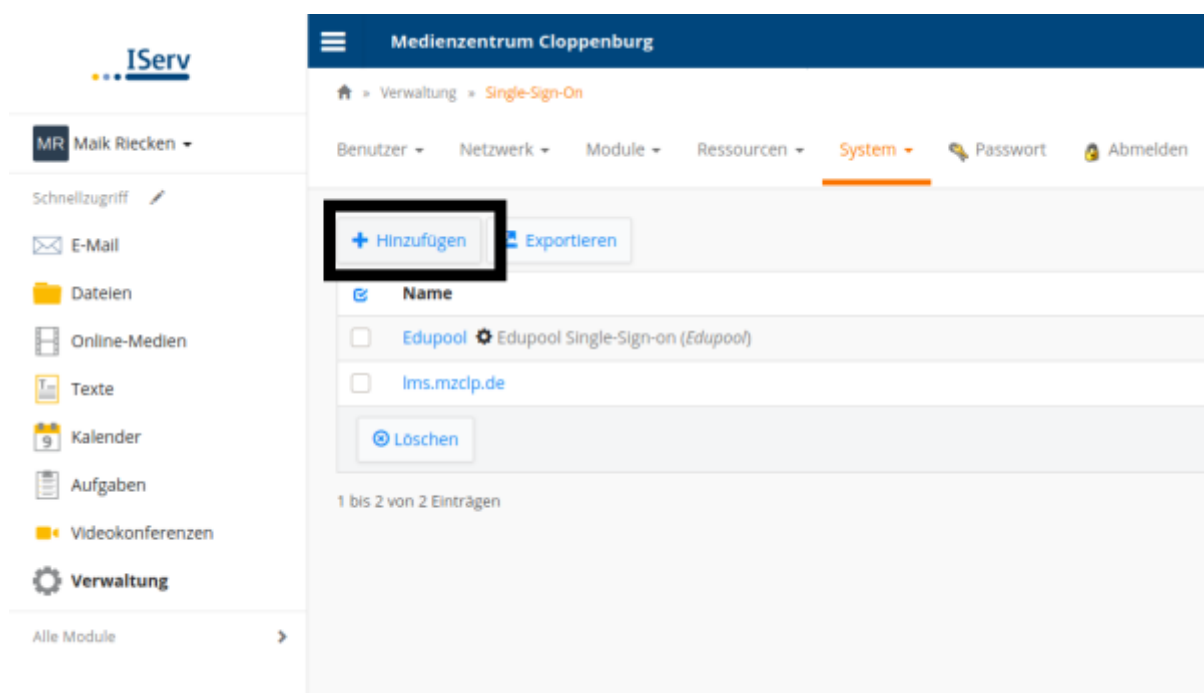 IServ
Medienzentrum Cloppenburg
» Verwaltung » Single-Sign-On
MR Maik Riecken
Benutzer Netzwerk Module Ressourcen System Passwort Abmelden
Schnellzugriff
E-Mail
Dateien
Online-Medien
Texte
9 Kalender
Aufgaben
Videokonferenzen
Verwaltung
Alle Module
+ Hinzufügen Exportieren
Name
Edupool Edupool Single-Sign-on (Edupool)
lms.mzclp.de
Löschen
1 bis 2 von 2 Einträgen